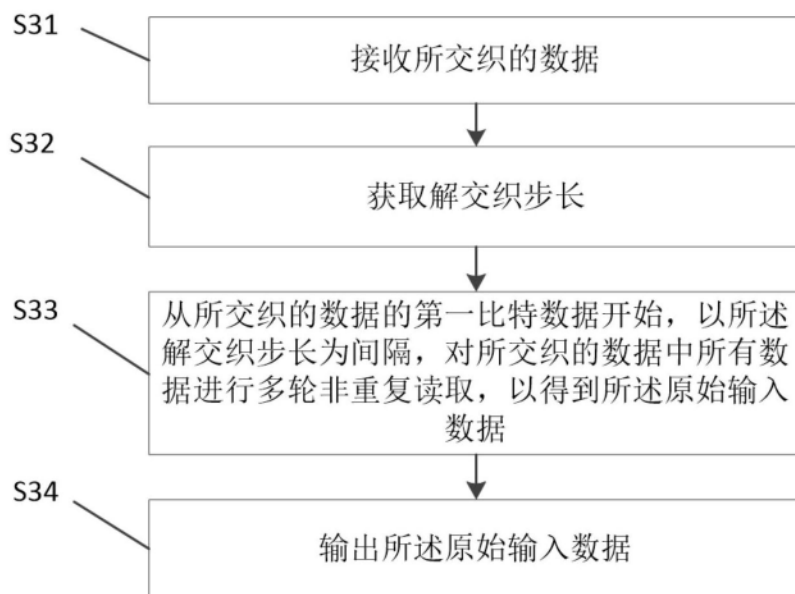 S31
接收所交织的数据
S32
获取解交织步长
S33
从所交织的数据的第一比特数据开始，以所述
解交织步长为间隔，对所交织的数据中所有数
据进行多轮非重复读取，以得到所述原始输入
数据
S34
输出所述原始输入数据